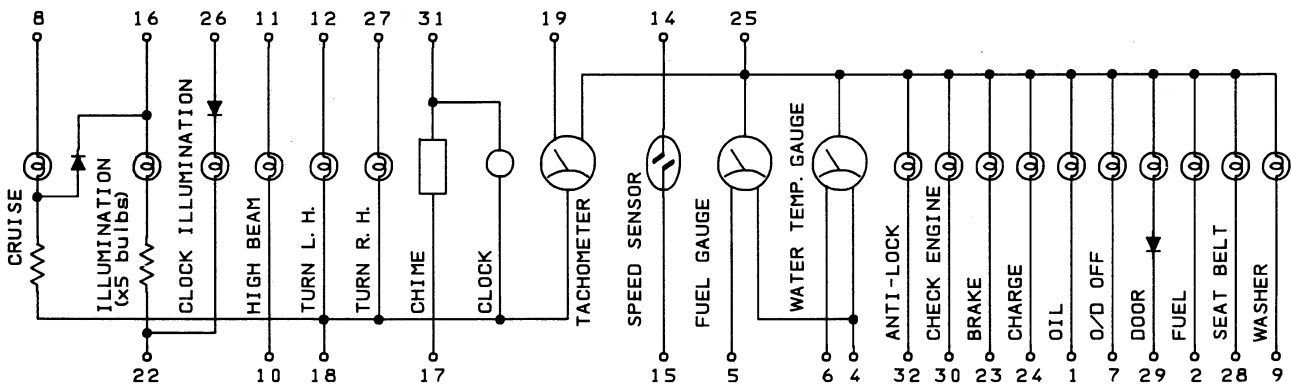 8 16 26 11 12 27 31 19 14 25
CRUISE
ILLUMINATION
(x5 bulbs)
CLOCK ILLUMINATION
HIGH BEAM
TURN L. H.
TURN R. H.
CHIME
CLOCK
TACHOMETER
SPEED SENSOR
FUEL GAUGE
WATER TEMP. GAUGE
ANTI-LOCK
CHECK ENGINE
BRAKE
CHARGE
OIL
O/D OFF
DOOR
FUEL
SEAT BELT
WASHER
22 10 18 17 15 5 6 4 32 30 23 24 1 7 29 2 28 9